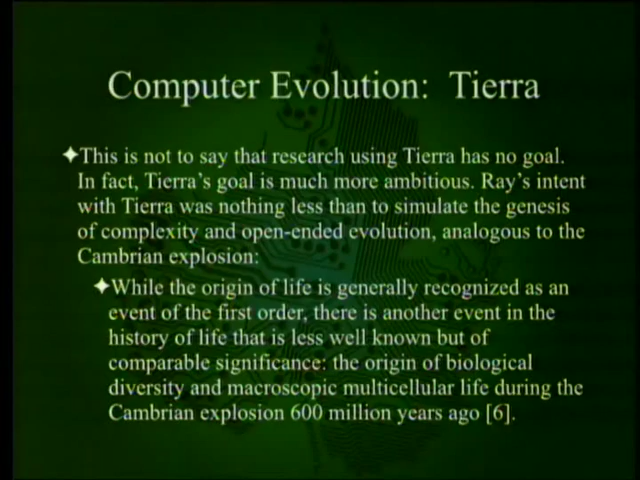 Computer Evolution: Tierra
✦This is not to say that research using Tierra has no goal.
In fact, Tierra's goal is much more ambitious. Ray's intent
with Tierra was nothing less than to simulate the genesis
of complexity and open-ended evolution, analogous to the
Cambrian explosion:
✦While the origin of life is generally recognized as an
event of the first order, there is another event in the
history of life that is less well known but of
comparable significance: the origin of biological
diversity and macroscopic multicellular life during the
Cambrian explosion 600 million years ago [6].